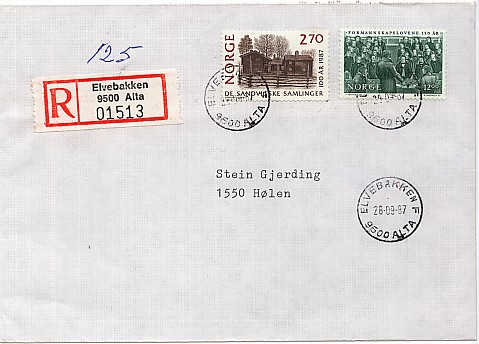 125
R
Elvebakken
9500 Alta
01513
NORGE 2.70
100 ÅR 1987
DE SANDVIGSKE SAMLINGER
FORMANNSKAPSLOVENE 150 ÅR
NORGE 12.50
9500 ALTA
9500 ALTA
Stein Gjerding
1550 Hølen
ELVEBAKKEN F
28-09-87
9500 ALTA